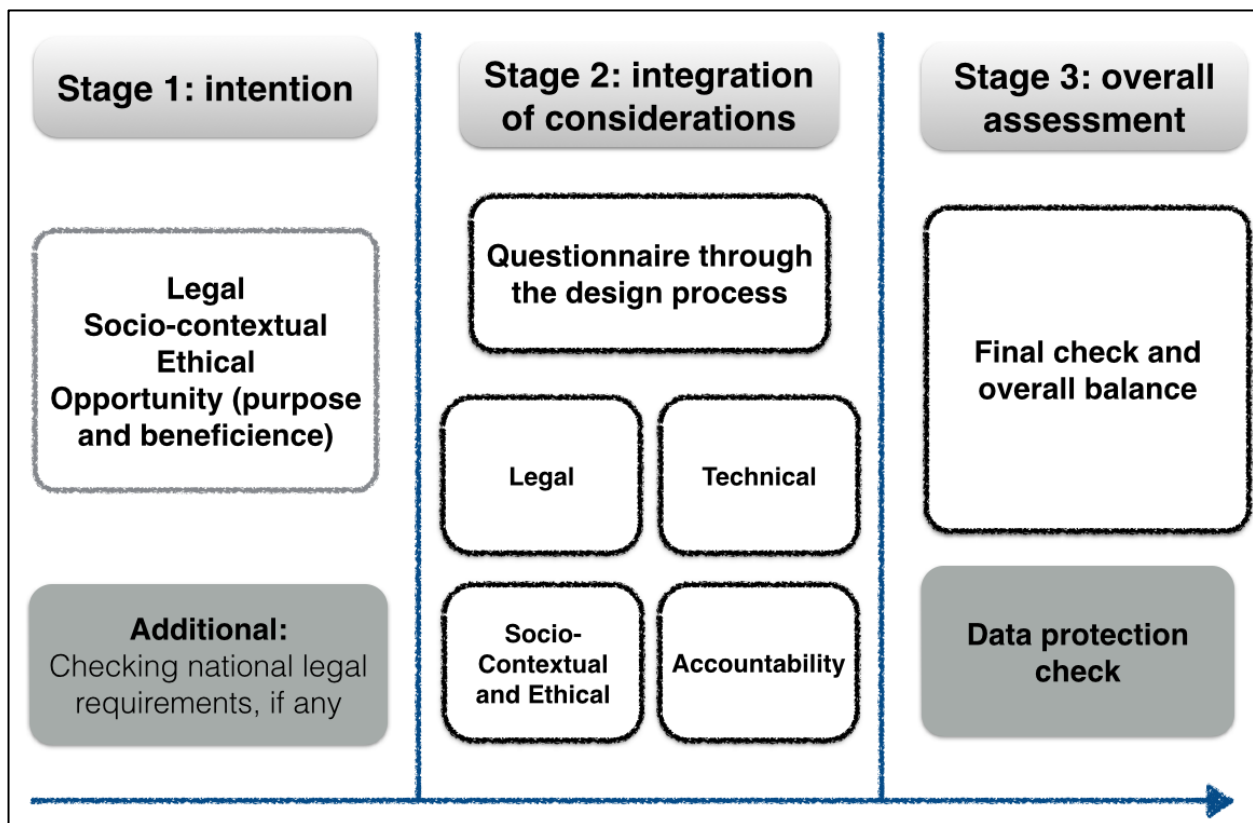 Stage 1: intention
Legal
Socio-contextual
Ethical
Opportunity (purpose
and beneficience)
Additional:
Checking national legal
requirements, if any
Stage 2: integration
of considerations
Questionnaire through
the design process
Legal
Technical
Socio-
Contextual
and Ethical
Accountability
Stage 3: overall
assessment
Final check and
overall balance
Data protection
check